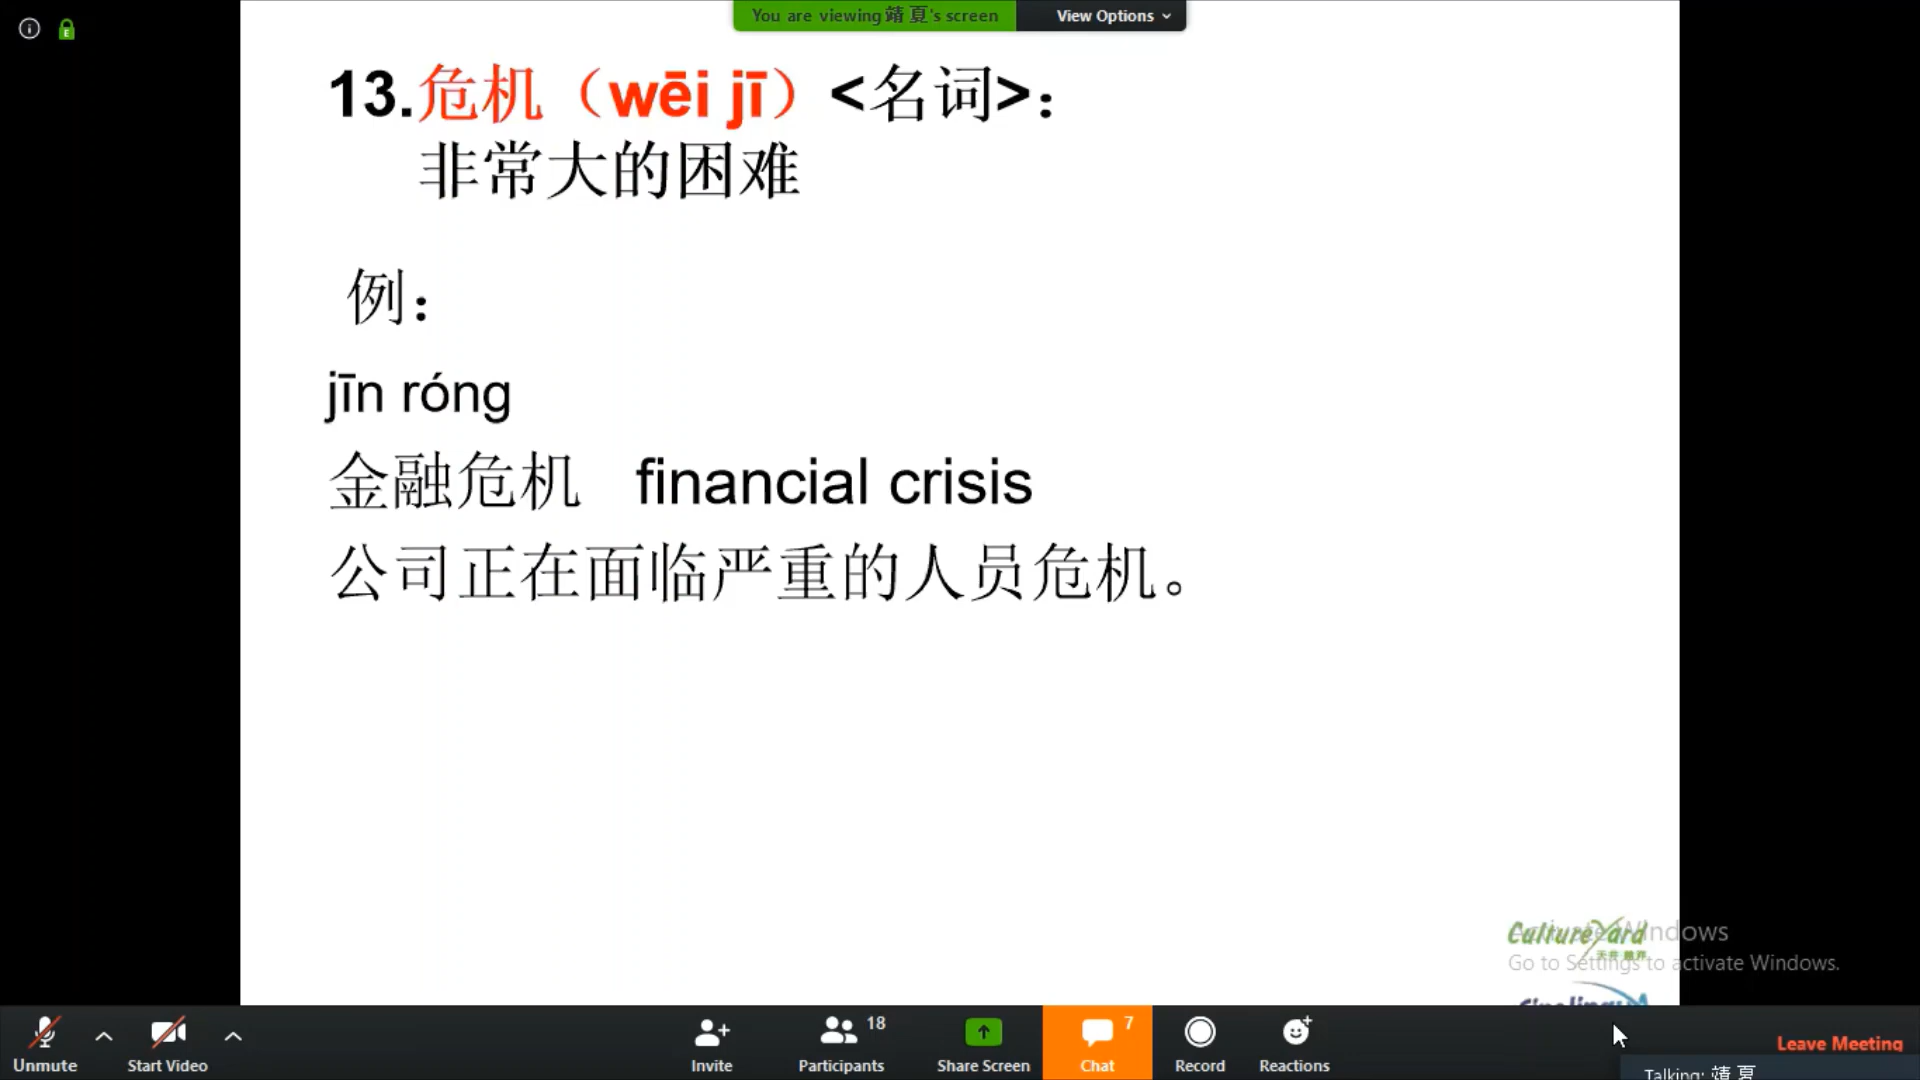 You are viewing 靖 夏's screen
View Options
13.危机（wēi jī）<名词>：
非常大的困难
例：
jīn róng
金融危机 financial crisis
公司正在面临严重的人员危机。
CultureYard
Activate Windows
Go to Settings to activate Windows.
Unmute
Start Video
Invite
18
Participants
Share Screen
7
Chat
Record
Reactions
Leave Meeting
Talking: 靖 夏